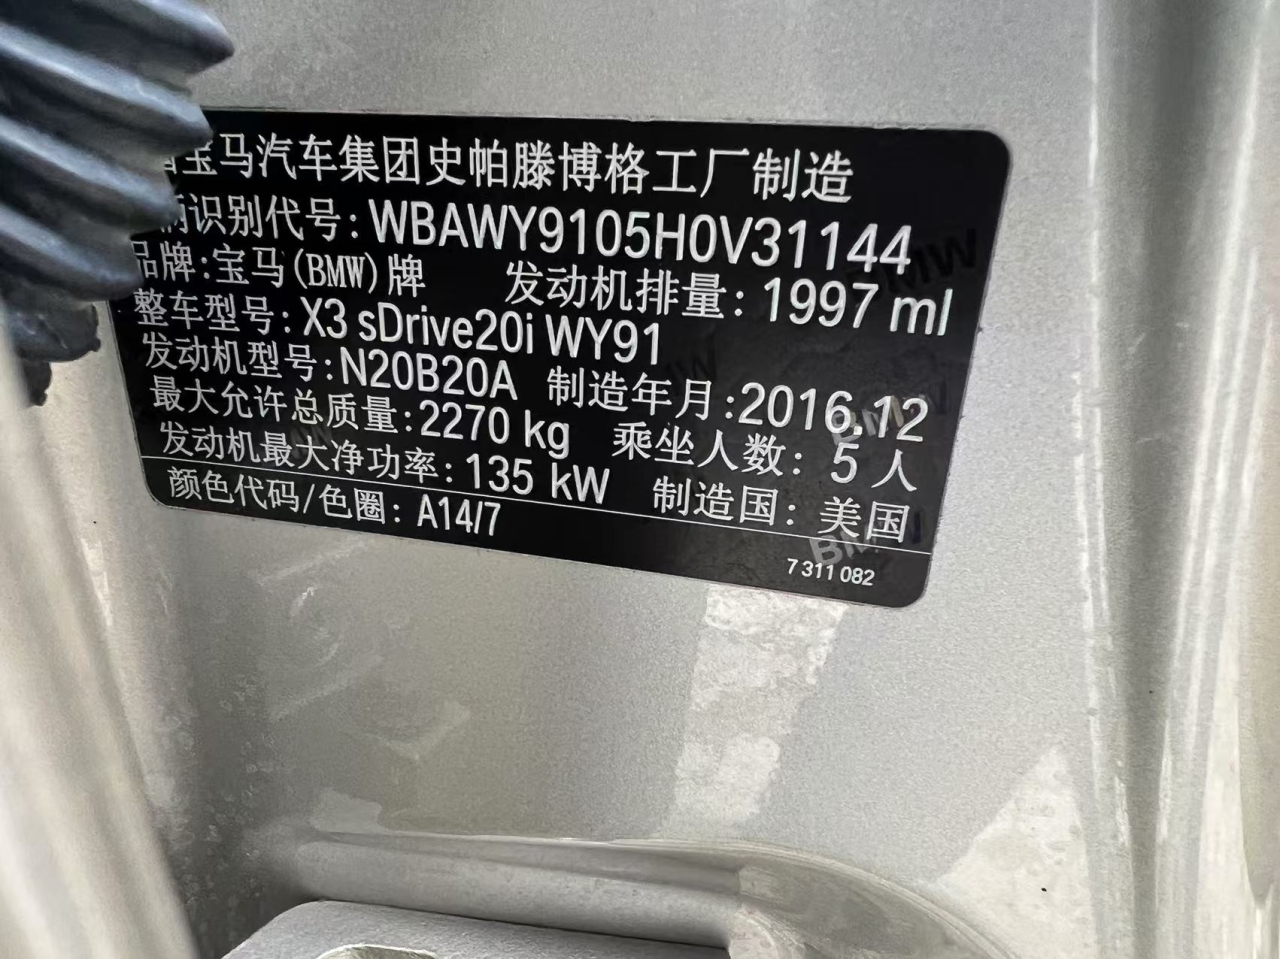 宝马汽车集团史帕滕博格工厂制造
车辆识别代号: WBAWY9105H0V31144
品牌: 宝马(BMW)牌 发动机排量: 1997 ml
整车型号: X3 sDrive20i WY91
发动机型号: N20B20A 制造年月: 2016.12
最大允许总质量: 2270 kg 乘坐人数: 5 人
发动机最大净功率: 135 kW 制造国: 美国
颜色代码/色圈: A14/7
7 311 082